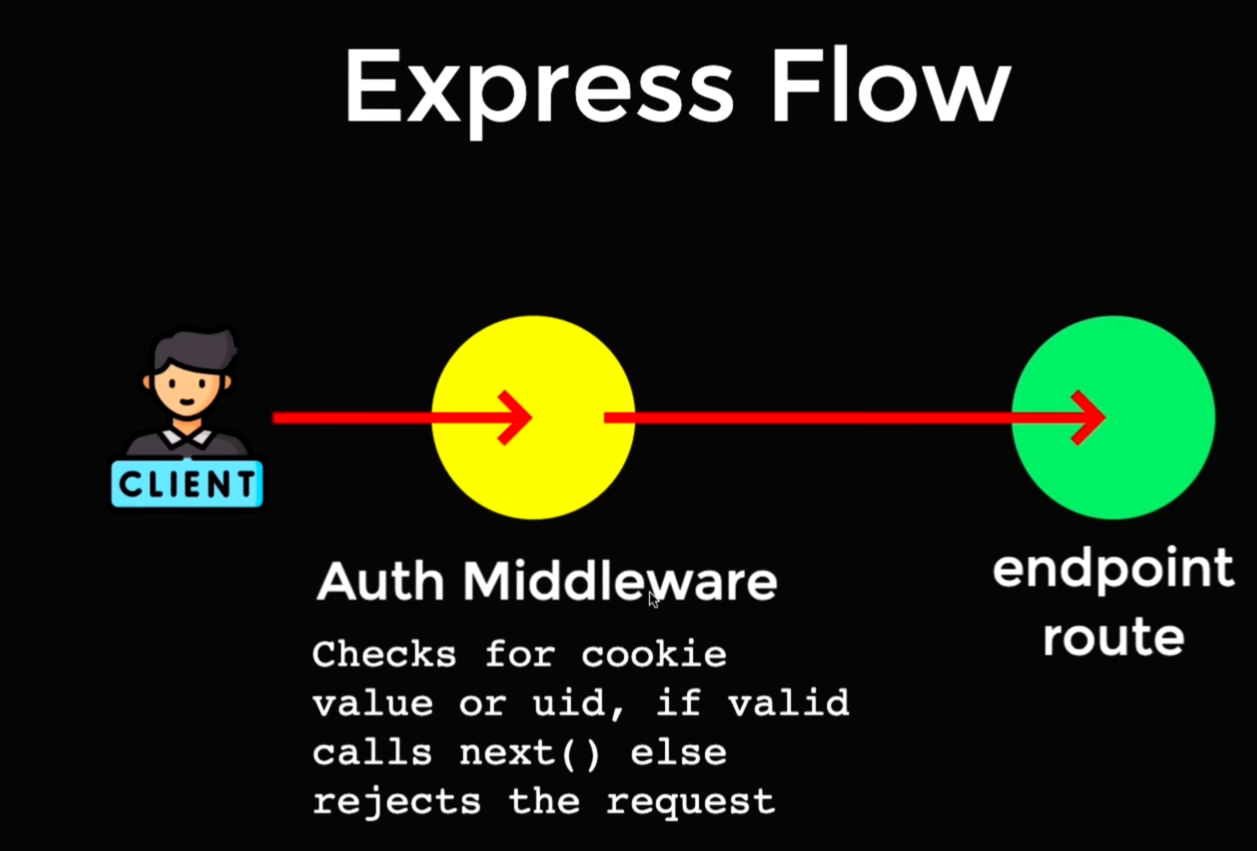 Express Flow
CLIENT
Auth Middleware
Checks for cookie
value or uid, if valid
calls next() else
rejects the request
endpoint
route